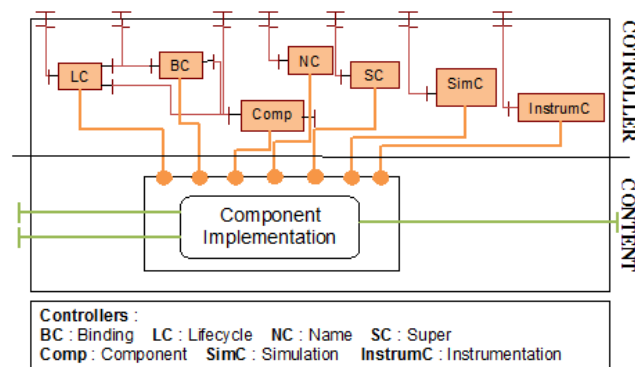 LC
BC
NC
SC
SimC
InstrumC
Comp
COTROLLER
Component
Implementation
CONTENT
Controllers :
BC : Binding LC : Lifecycle NC : Name SC : Super
Comp : Component SimC : Simulation InstrumC : Instrumentation